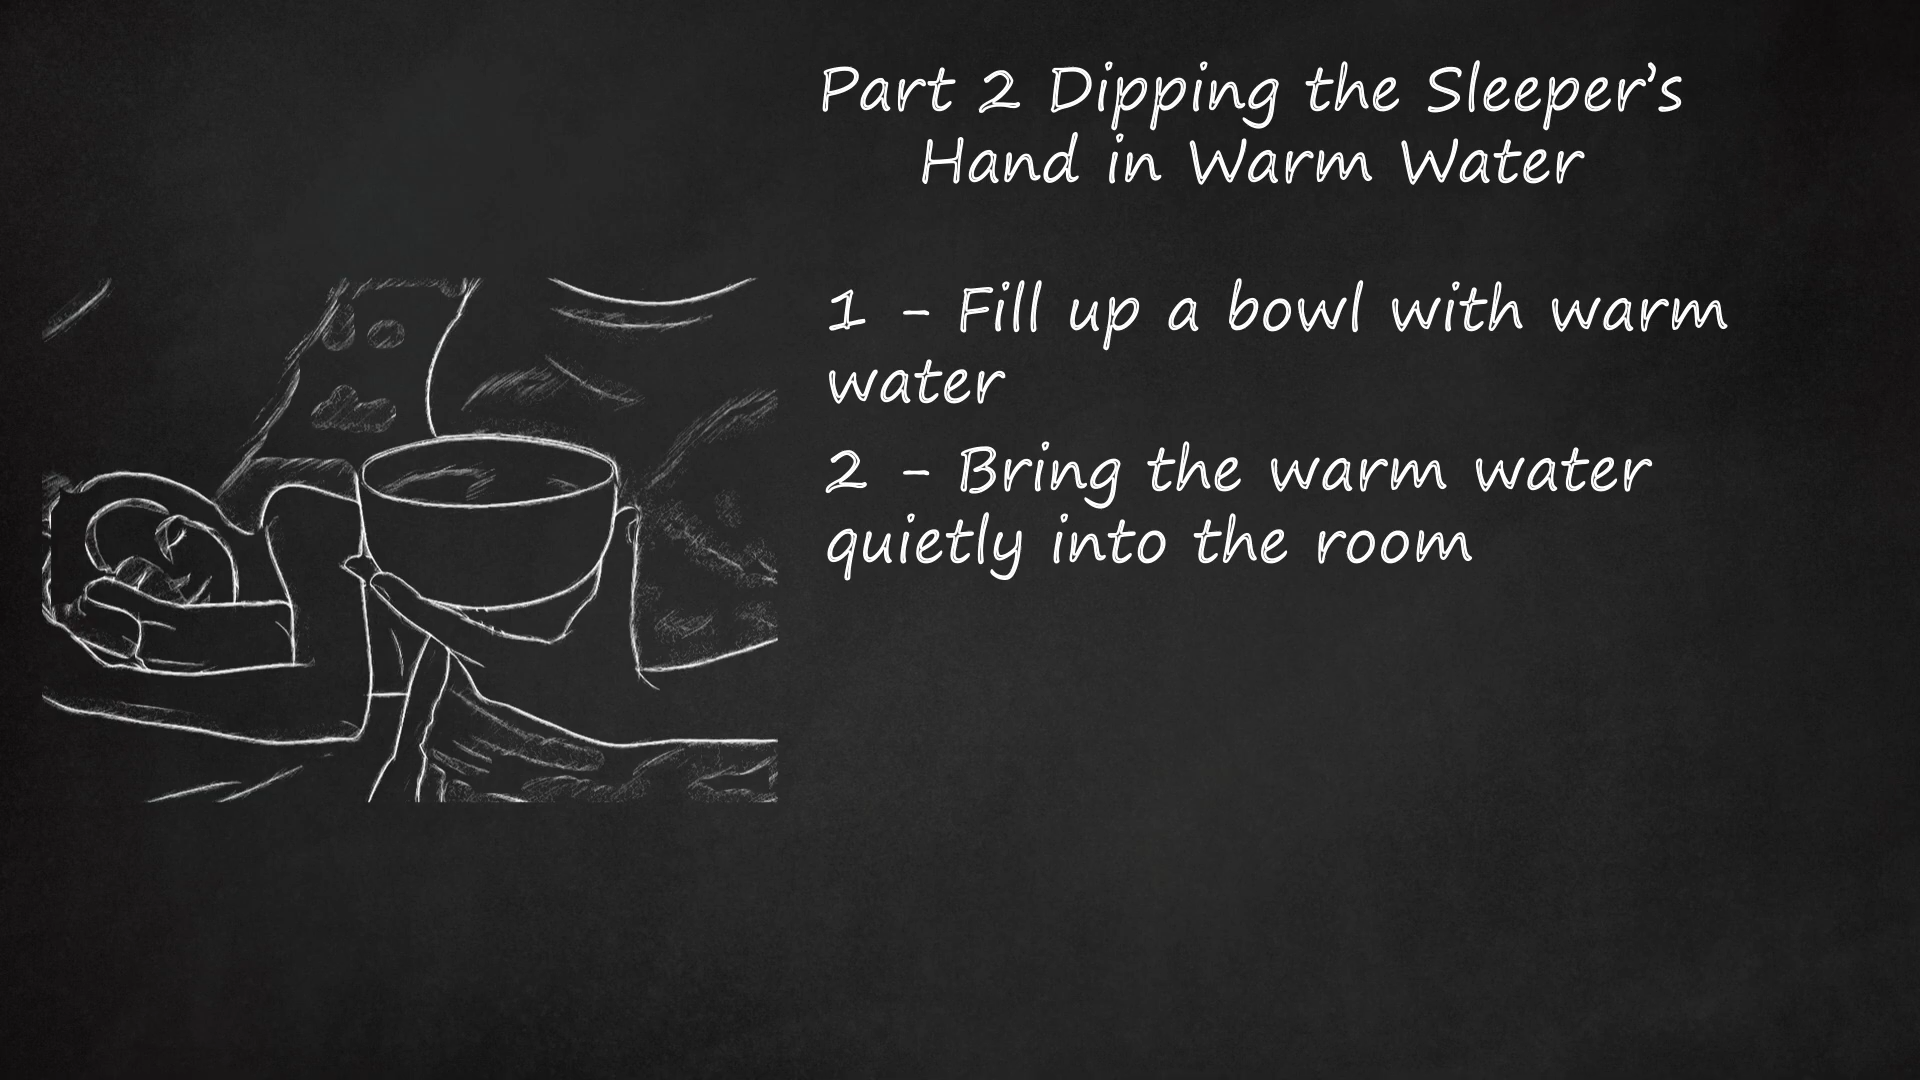 Part 2 Dipping the Sleeper’s
Hand in Warm Water
1 - Fill up a bowl with warm
water
2 - Bring the warm water
quietly into the room